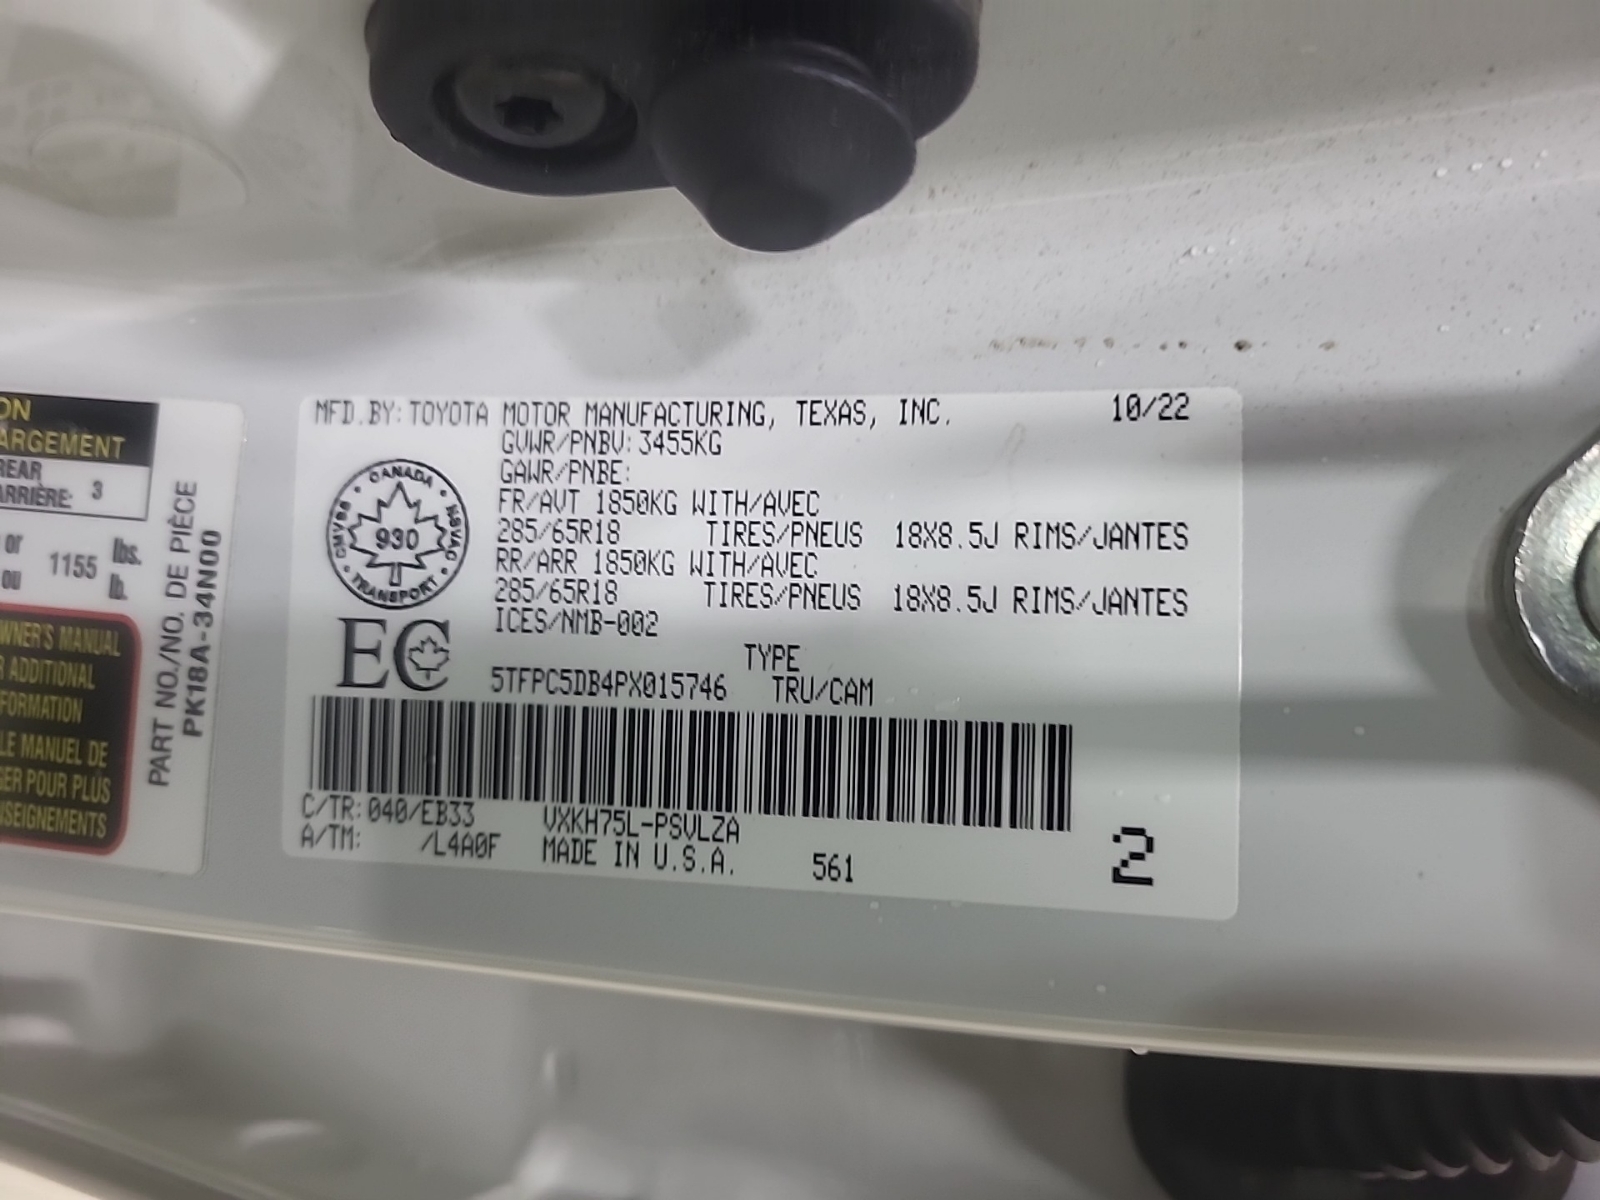 ON
ARGEMENT
REAR
ARRIÈRE: 3
or
ou
1155
lbs.
lb.
WNER'S MANUAL
R ADDITIONAL
FORMATION
LE MANUEL DE
GER POUR PLUS
NSEIGNEMENTS
PART NO./NO. DE PIÈCE
PK18A-34N00
MFD.BY: TOYOTA MOTOR MANUFACTURING, TEXAS, INC. 10/22
GVWR/PNBV: 3455KG
GAWR/PNBE:
FR/AVT 1850KG WITH/AVEC
285/65R18 TIRES/PNEUS 18X8.5J RIMS/JANTES
RR/ARR 1850KG WITH/AVEC
285/65R18 TIRES/PNEUS 18X8.5J RIMS/JANTES
ICES/NMB-002
CANADA
CMVSS 930 NSVAC
TRANSPORT
EC
TYPE
5TFPC5DB4PX015746 TRU/CAM
C/TR: 040/EB33 VXKH75L-PSVLZA
A/TM: /L4A0F MADE IN U.S.A. 561
2